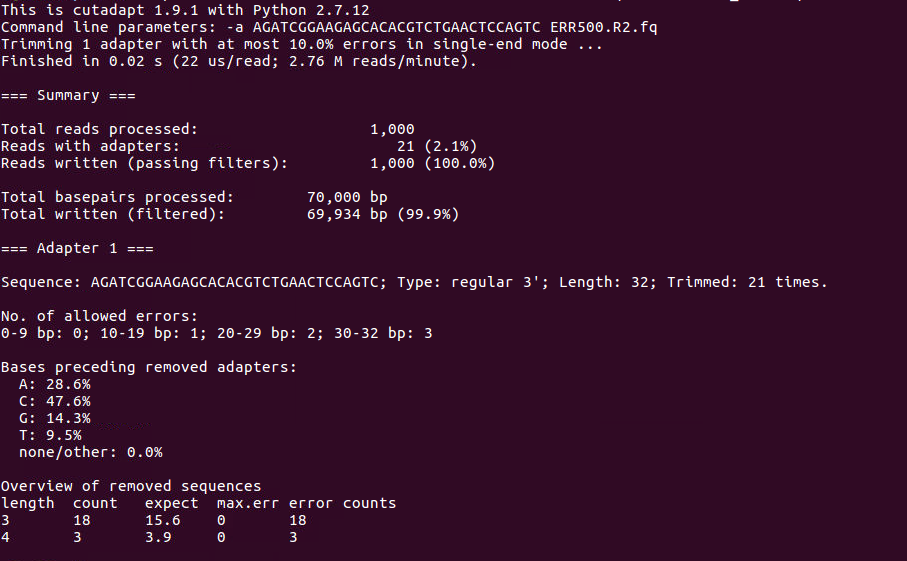 This is cutadapt 1.9.1 with Python 2.7.12
Command line parameters: -a AGATCGGAAGAGCACACGTCTGAACTCCAGTC ERR500.R2.fq
Trimming 1 adapter with at most 10.0% errors in single-end mode ...
Finished in 0.02 s (22 us/read; 2.76 M reads/minute).
=== Summary ===
Total reads processed: 1,000
Reads with adapters: 21 (2.1%)
Reads written (passing filters): 1,000 (100.0%)
Total basepairs processed: 70,000 bp
Total written (filtered): 69,934 bp (99.9%)
=== Adapter 1 ===
Sequence: AGATCGGAAGAGCACACGTCTGAACTCCAGTC; Type: regular 3'; Length: 32; Trimmed: 21 times.
No. of allowed errors:
0-9 bp: 0; 10-19 bp: 1; 20-29 bp: 2; 30-32 bp: 3
Bases preceding removed adapters:
A: 28.6%
C: 47.6%
G: 14.3%
T: 9.5%
none/other: 0.0%
Overview of removed sequences
length count expect max.err error counts
3 18 15.6 0 18
4 3 3.9 0 3